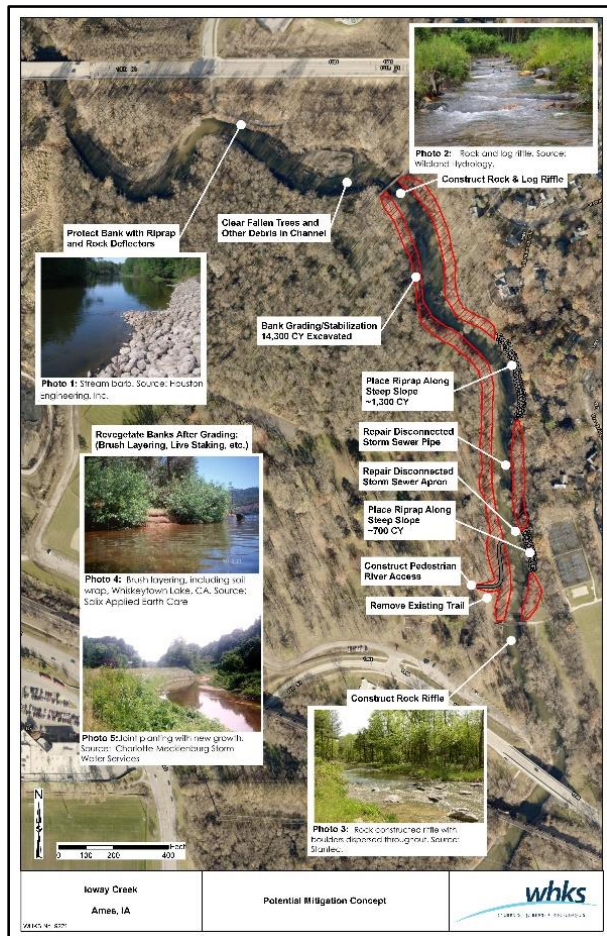 Photo 2: Rock and log riffle. Source:
Wildland Hydrology.
Construct Rock & Log Riffle
Clear Fallen Trees and
Other Debris in Channel
Protect Bank with Riprap
and Rock Deflectors
Photo 1: Stream barb. Source: Houston
Engineering, Inc.
Bank Grading/Stabilization
14,300 CY Excavated
Place Riprap Along
Steep Slope
~1,300 CY
Revegetate Banks After Grading:
(Brush Layering, Live Staking, etc.)
Repair Disconnected
Storm Sewer Pipe
Repair Disconnected
Storm Sewer Apron
Place Riprap Along
Steep Slope
~700 CY
Photo 4: Brush layering, including soil
wrap, Whiskeytown Lake, CA. Source:
Salix Applied Earth Care
Construct Pedestrian
River Access
Remove Existing Trail
Photo 5: Joint planting with new growth.
Source: Charlotte Mecklenburg Storm
Water Services
Construct Rock Riffle
Photo 3: Rock constructed riffle with
boulders dispersed throughout. Source:
Stantec.
N
Feet
0 100 200 400
Ioway Creek
Ames, IA
Potential Mitigation Concept
whks
WHKS No.